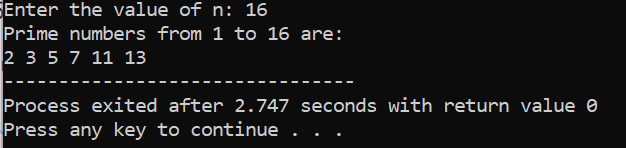 Enter the value of n: 16
Prime numbers from 1 to 16 are:
2 3 5 7 11 13
--------------------------------
Process exited after 2.747 seconds with return value 0
Press any key to continue . . .